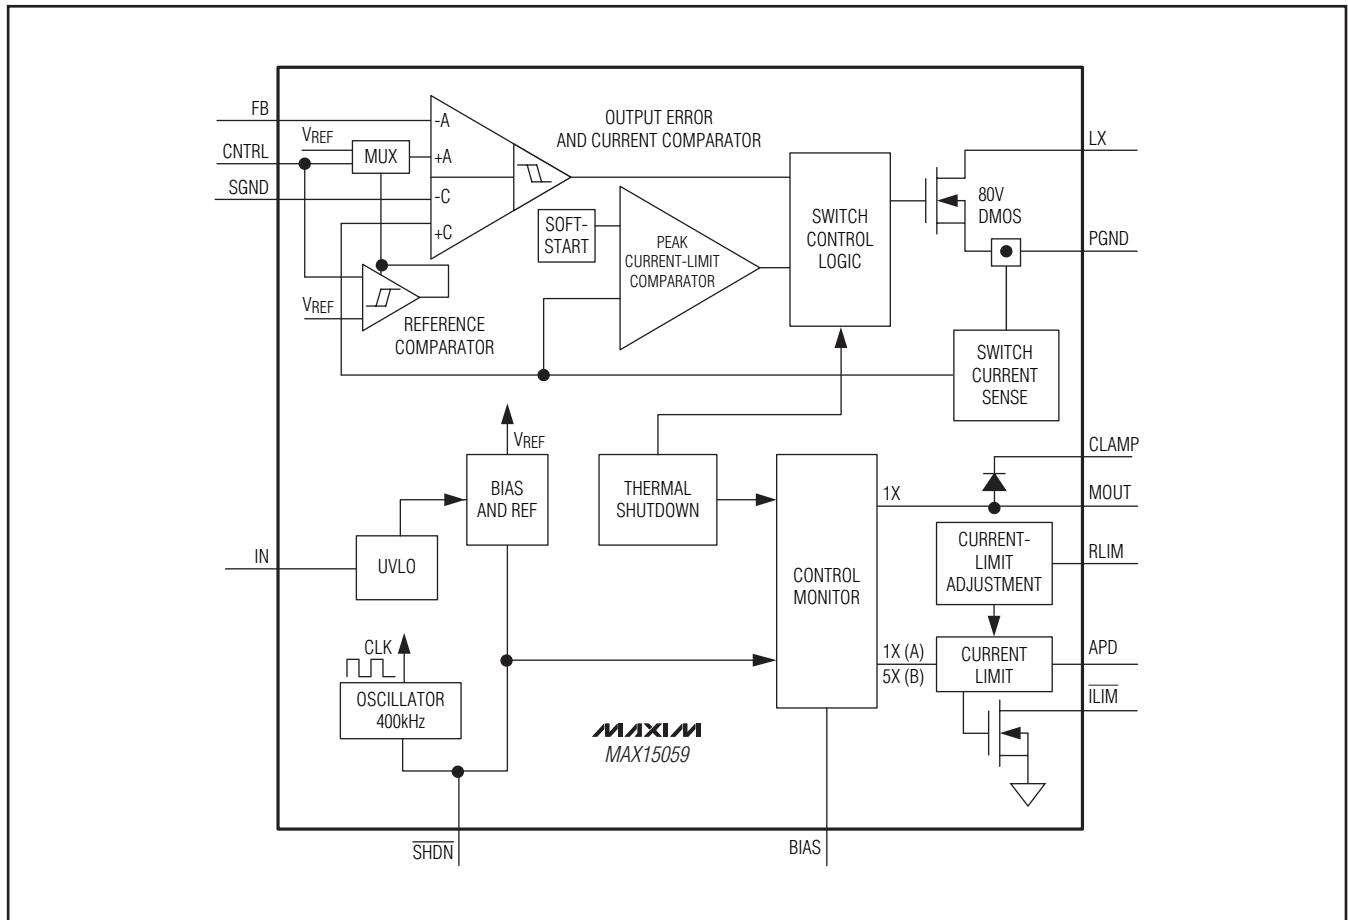 FB
VREF
CNTRL
MUX
SGND
-A
+A
-C
+C
OUTPUT ERROR
AND CURRENT COMPARATOR
VREF
REFERENCE
COMPARATOR
SOFT-
START
PEAK
CURRENT-LIMIT
COMPARATOR
SWITCH
CONTROL
LOGIC
80V
DMOS
LX
PGND
SWITCH
CURRENT
SENSE
VREF
BIAS
AND REF
THERMAL
SHUTDOWN
IN
UVLO
CONTROL
MONITOR
1X
CLAMP
MOUT
CURRENT-
LIMIT
ADJUSTMENT
RLIM
1X (A)
5X (B)
CURRENT
LIMIT
APD
ILIM
CLK
OSCILLATOR
400kHz
MAXIM
MAX15059
SHDN
BIAS